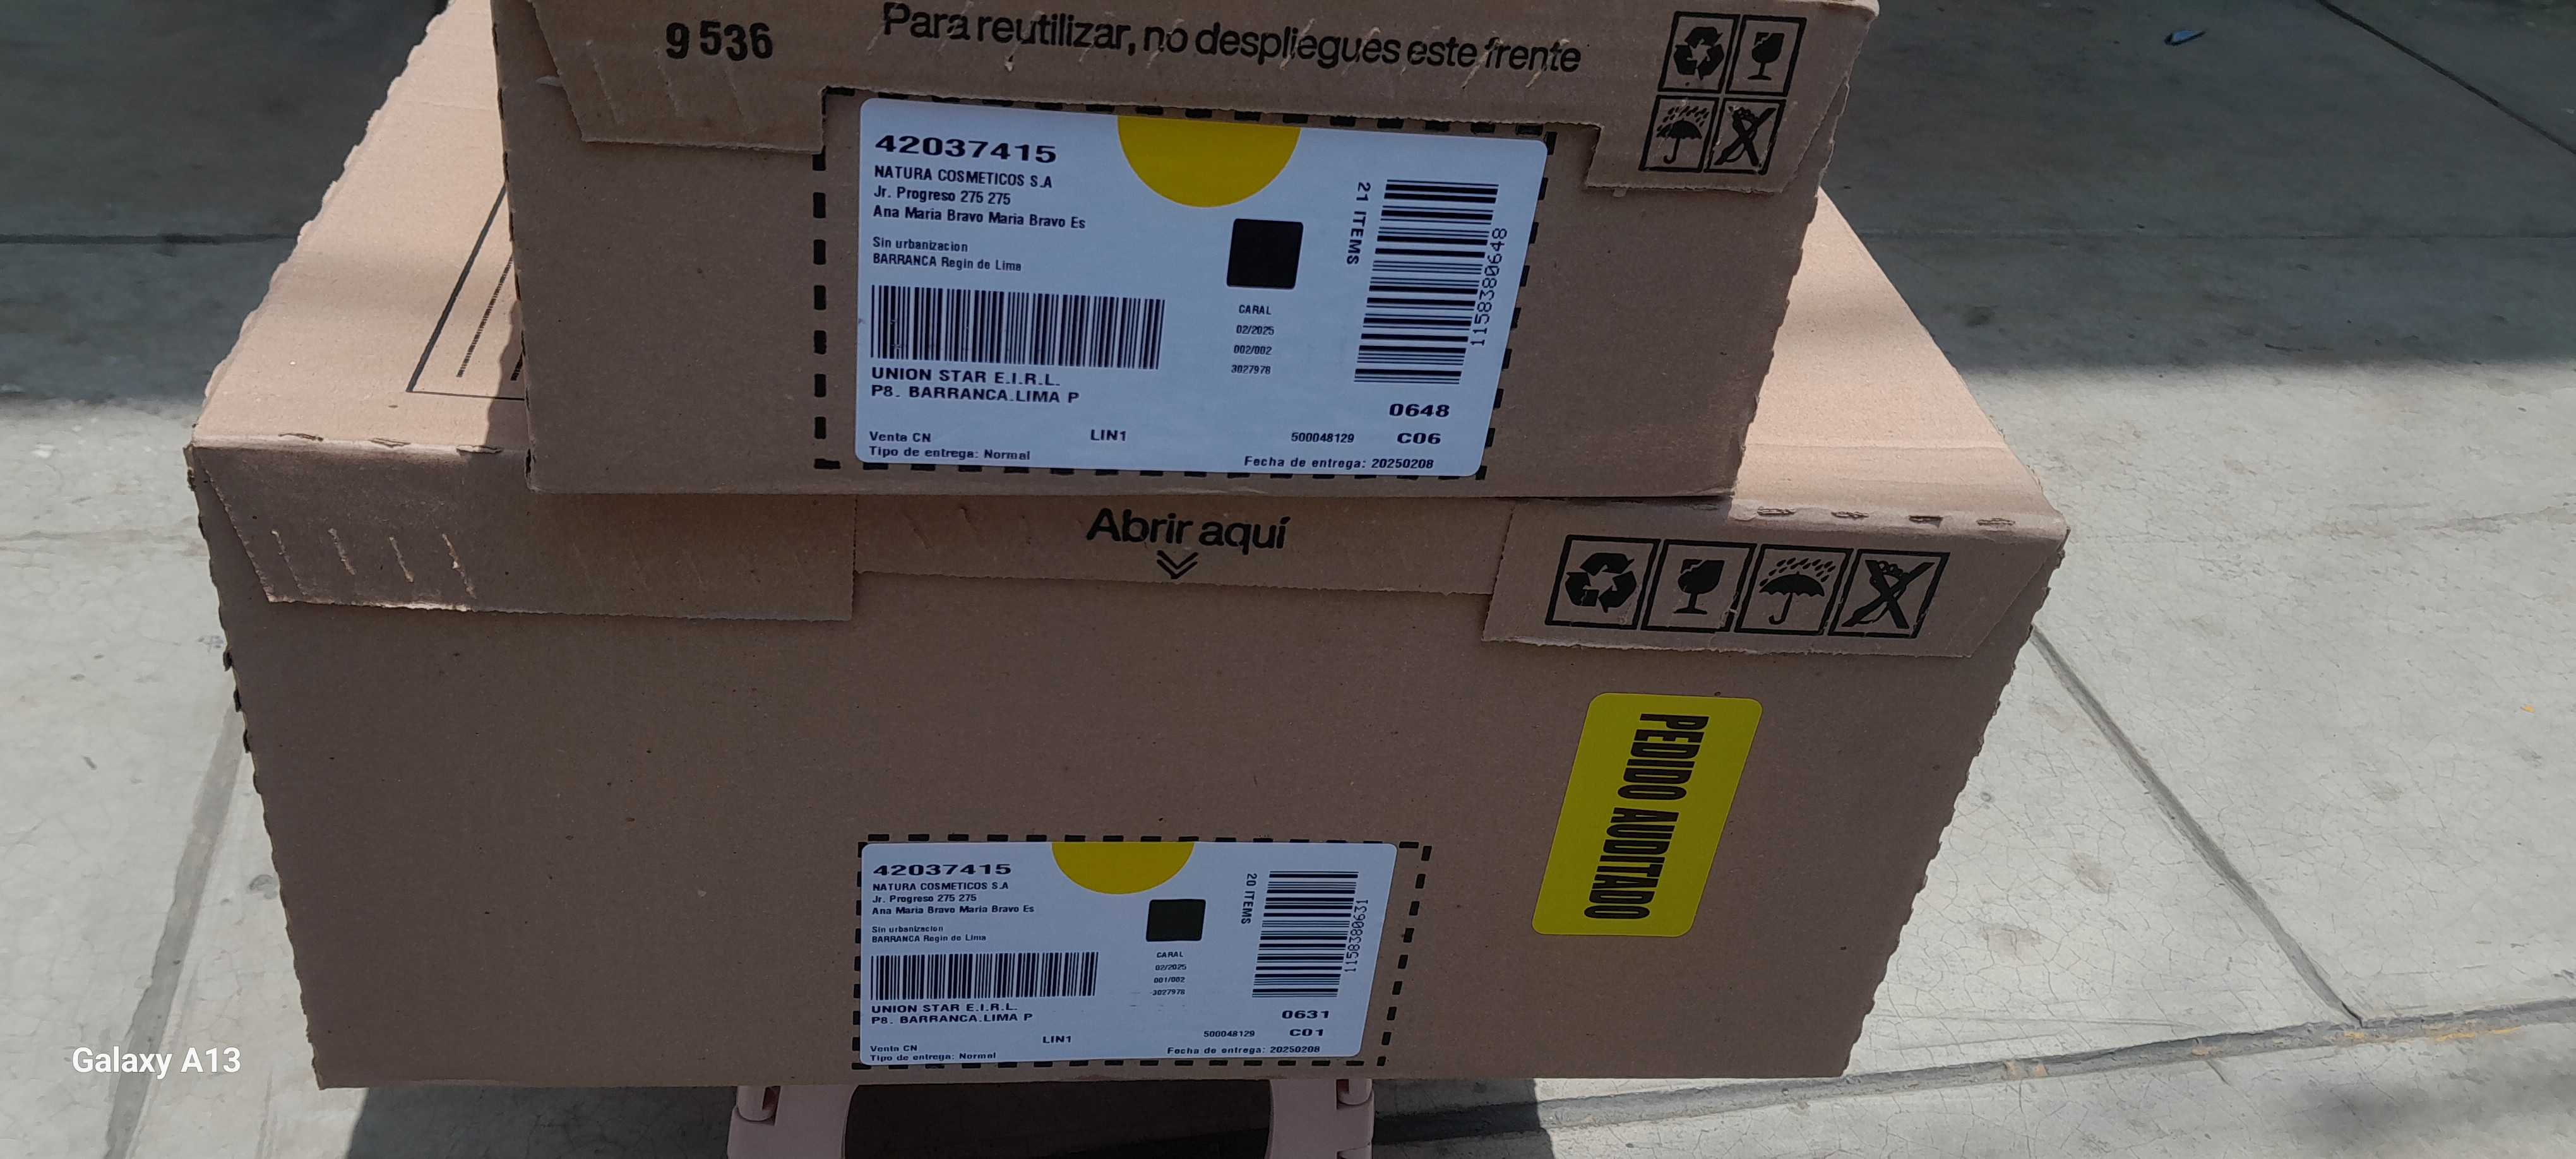 9 536
Para reutilizar, no despliegues este frente
42037415
NATURA COSMETICOS S.A
Jr. Progreso 275 275
Ana Maria Bravo Maria Bravo Es
Sin urbanizacion
BARRANCA Regin de Lima
UNION STAR E.I.R.L.
P8. BARRANCA.LIMA P
Venta CN
LIN1
Tipo de entrega: Normal
CARAL
02/2025
002/002
3027978
21 ITEMS
1158380648
0648
500048129
C06
Fecha de entrega: 20250208
Abrir aquí
PEDIDO AUDITADO
42037415
NATURA COSMETICOS S.A
Jr. Progreso 275 275
Ana Maria Bravo Maria Bravo Es
Sin urbanizacion
BARRANCA Regin de Lima
UNION STAR E.I.R.L.
P8. BARRANCA.LIMA P
Venta CN
LIN1
Tipo de entrega: Normal
CARAL
02/2025
001/002
3027978
20 ITEMS
1158380631
0631
500048129
C01
Fecha de entrega: 20250208
Galaxy A13